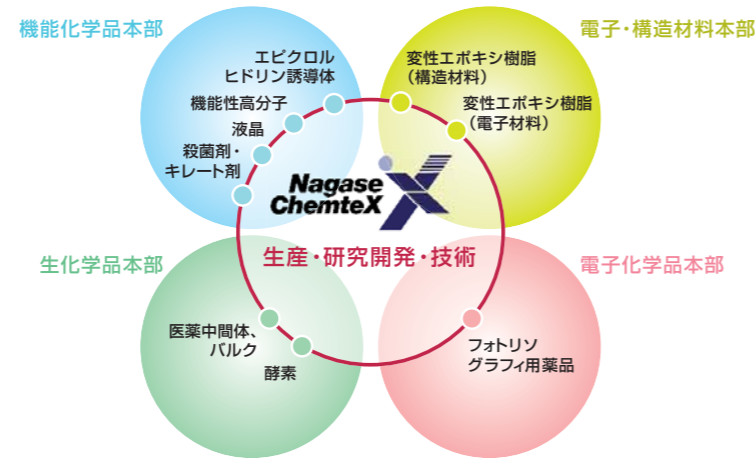 機能化学品本部
電子・構造材料本部
エピクロル
ヒドリン誘導体
機能性高分子
液晶
殺菌剤・
キレート剤
変性エポキシ樹脂
（構造材料）
変性エポキシ樹脂
（電子材料）
Nagase
ChemteX
生産・研究開発・技術
生化学品本部
電子化学品本部
医薬中間体、
バルク
酵素
フォトリソ
グラフィ用薬品